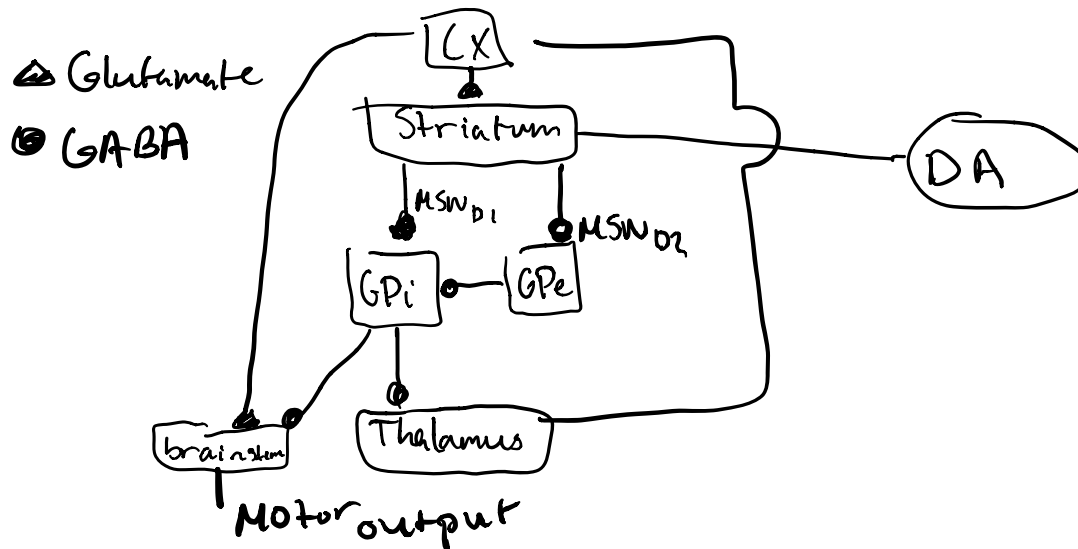 CX
Glutamate
GABA
Striatum
DA
MSN D1
MSN D2
GPi
GPe
Thalamus
brainstem
Motor output